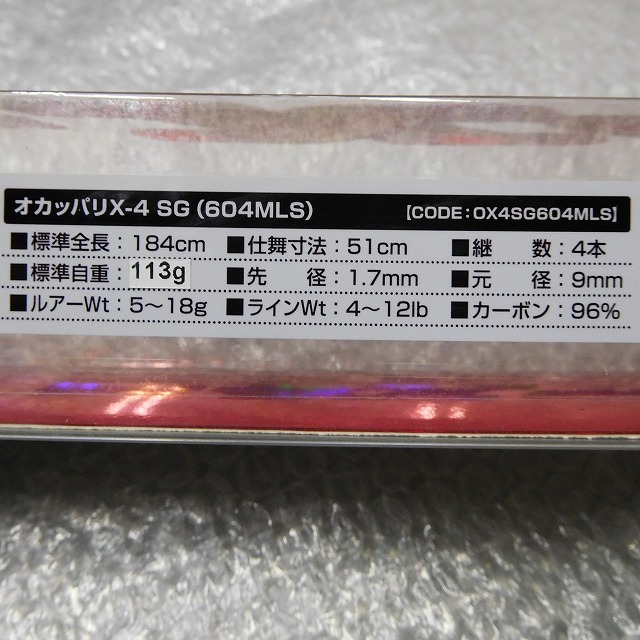 オカッパリX-4 SG(604MLS) 【CODE:OX4SG604MLS】
■標準全長:184cm ■仕舞寸法:51cm ■継 数:4本
■標準自重:113g ■先 径:1.7mm ■元 径:9mm
■ルアーWt:5〜18g ■ラインWt:4〜12lb ■カーボン:96%